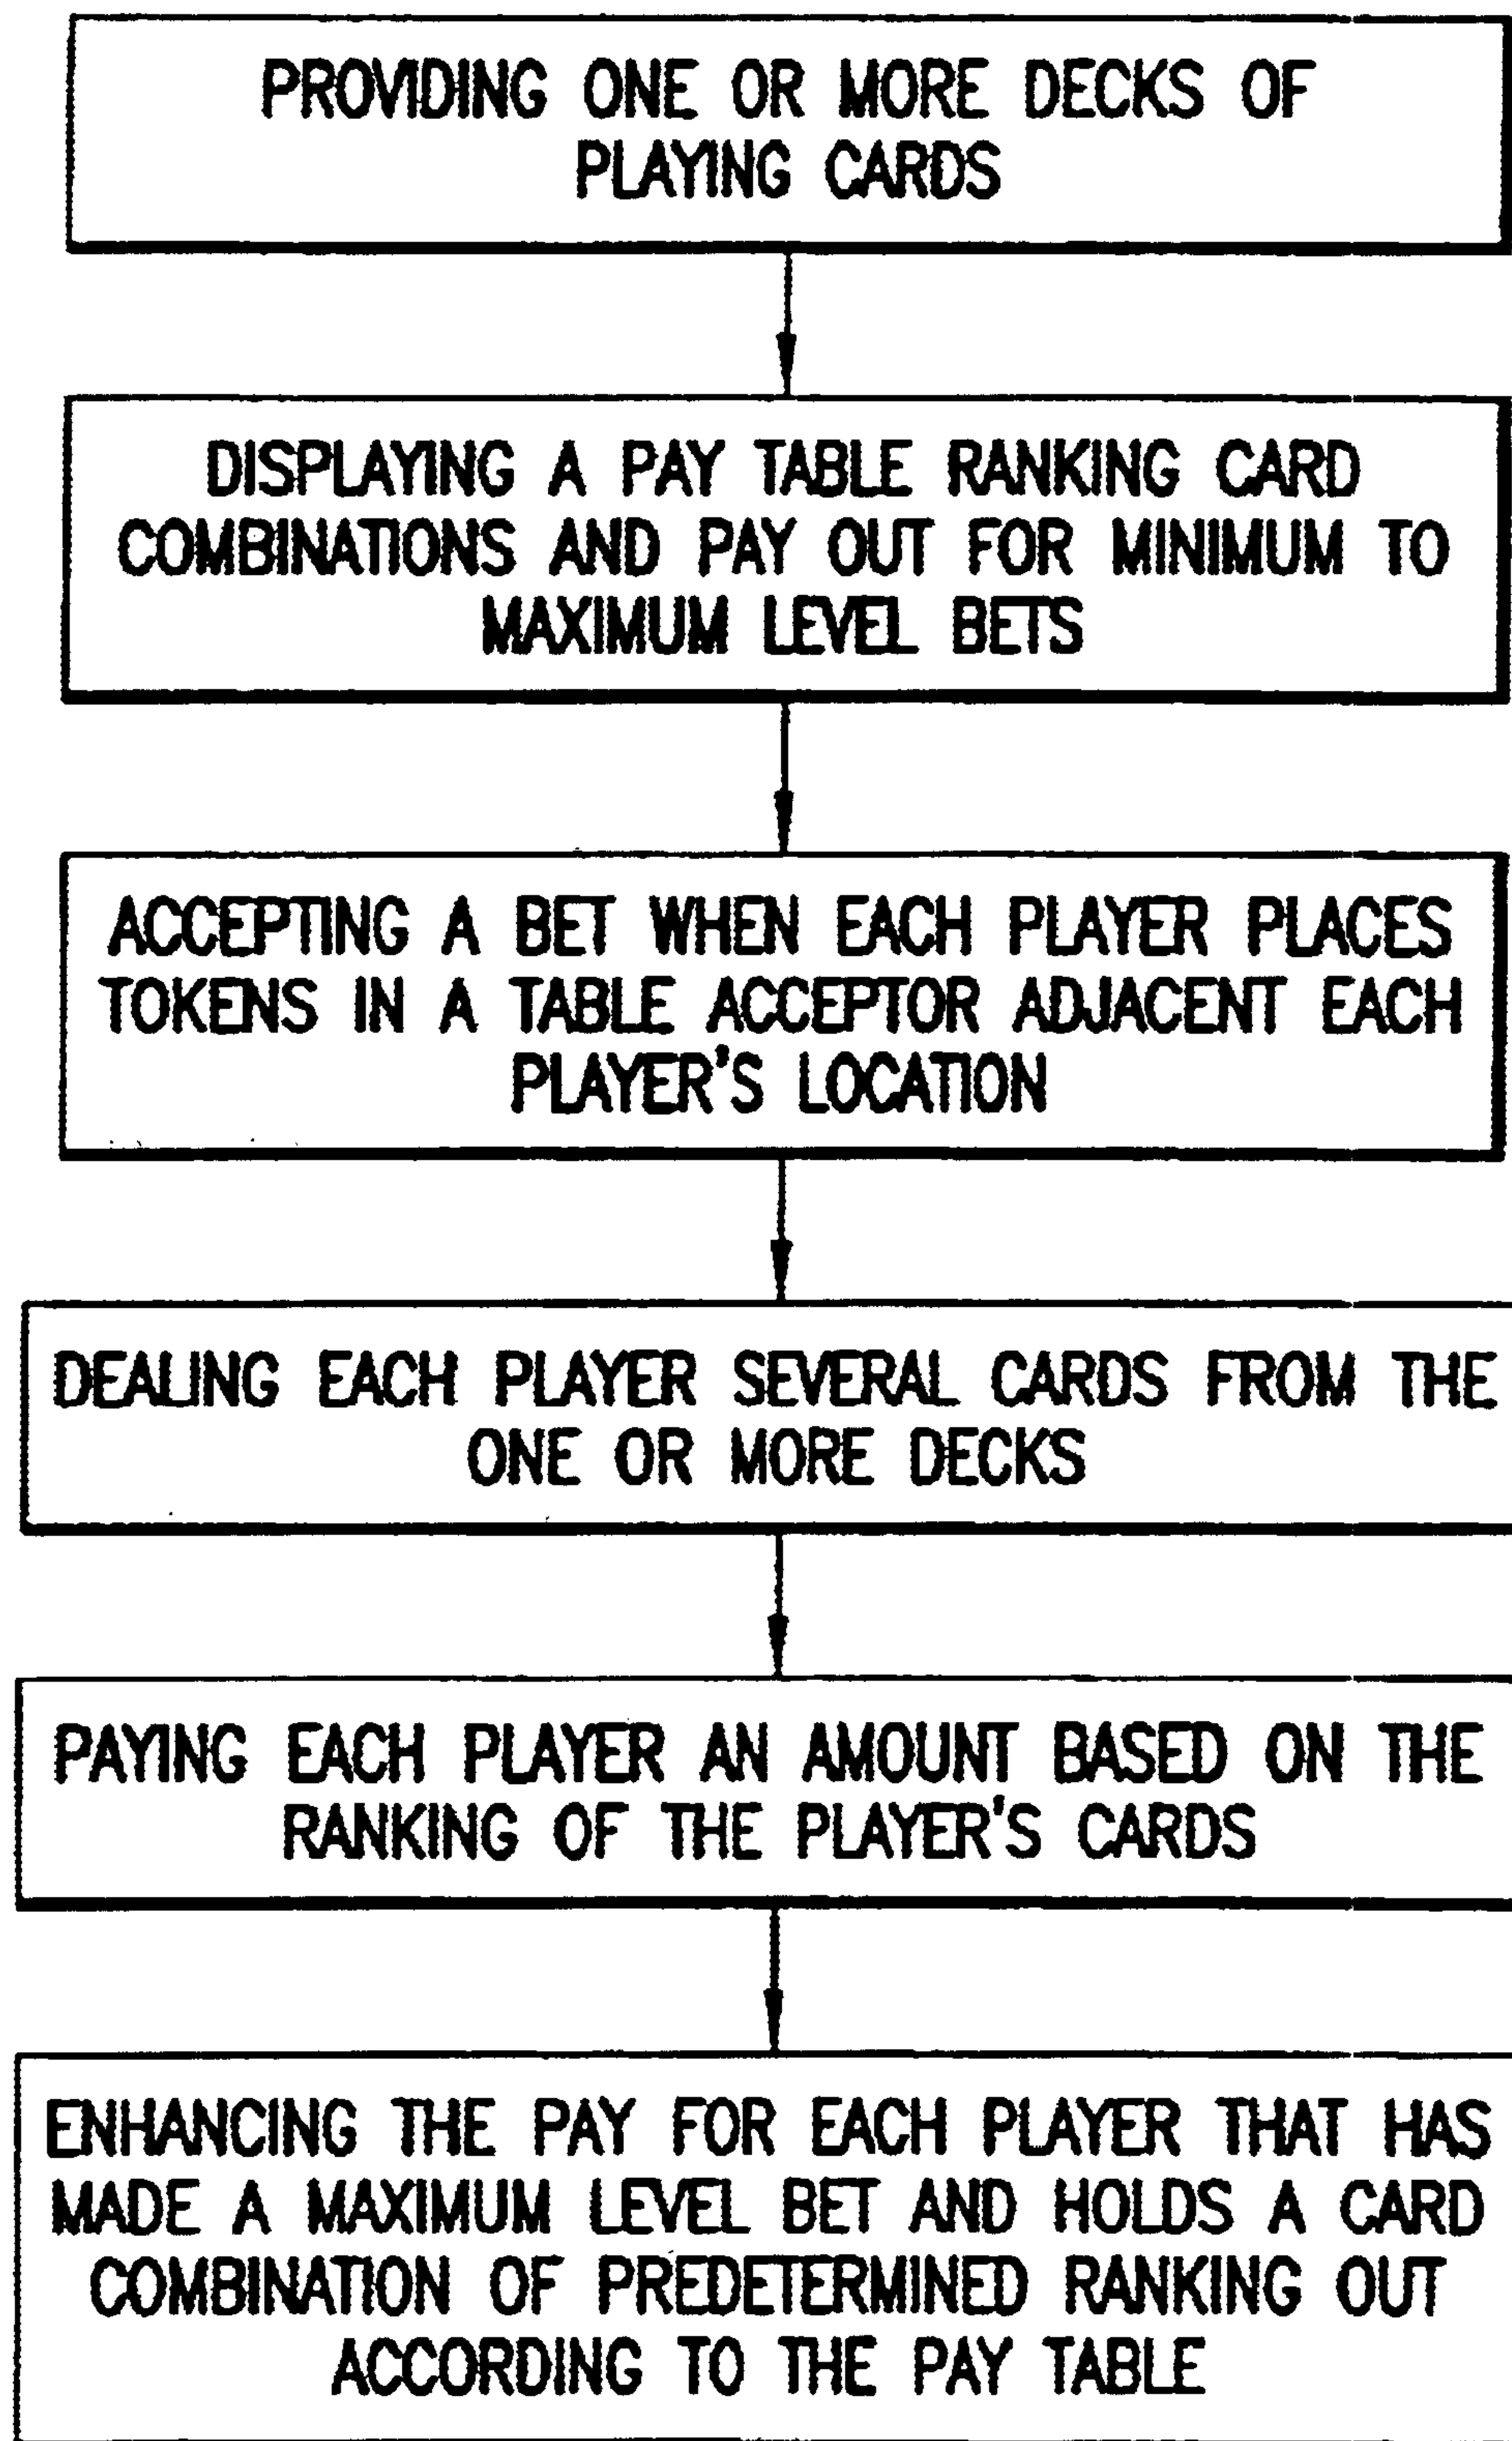 PROVIDING ONE OR MORE DECKS OF
PLAYING CARDS
DISPLAYING A PAY TABLE RANKING CARD
COMBINATIONS AND PAY OUT FOR MINIMUM TO
MAXIMUM LEVEL BETS
ACCEPTING A BET WHEN EACH PLAYER PLACES
TOKENS IN A TABLE ACCEPTOR ADJACENT EACH
PLAYER'S LOCATION
DEALING EACH PLAYER SEVERAL CARDS FROM THE
ONE OR MORE DECKS
PAYING EACH PLAYER AN AMOUNT BASED ON THE
RANKING OF THE PLAYER'S CARDS
ENHANCING THE PAY FOR EACH PLAYER THAT HAS
MADE A MAXIMUM LEVEL BET AND HOLDS A CARD
COMBINATION OF PREDETERMINED RANKING OUT
ACCORDING TO THE PAY TABLE